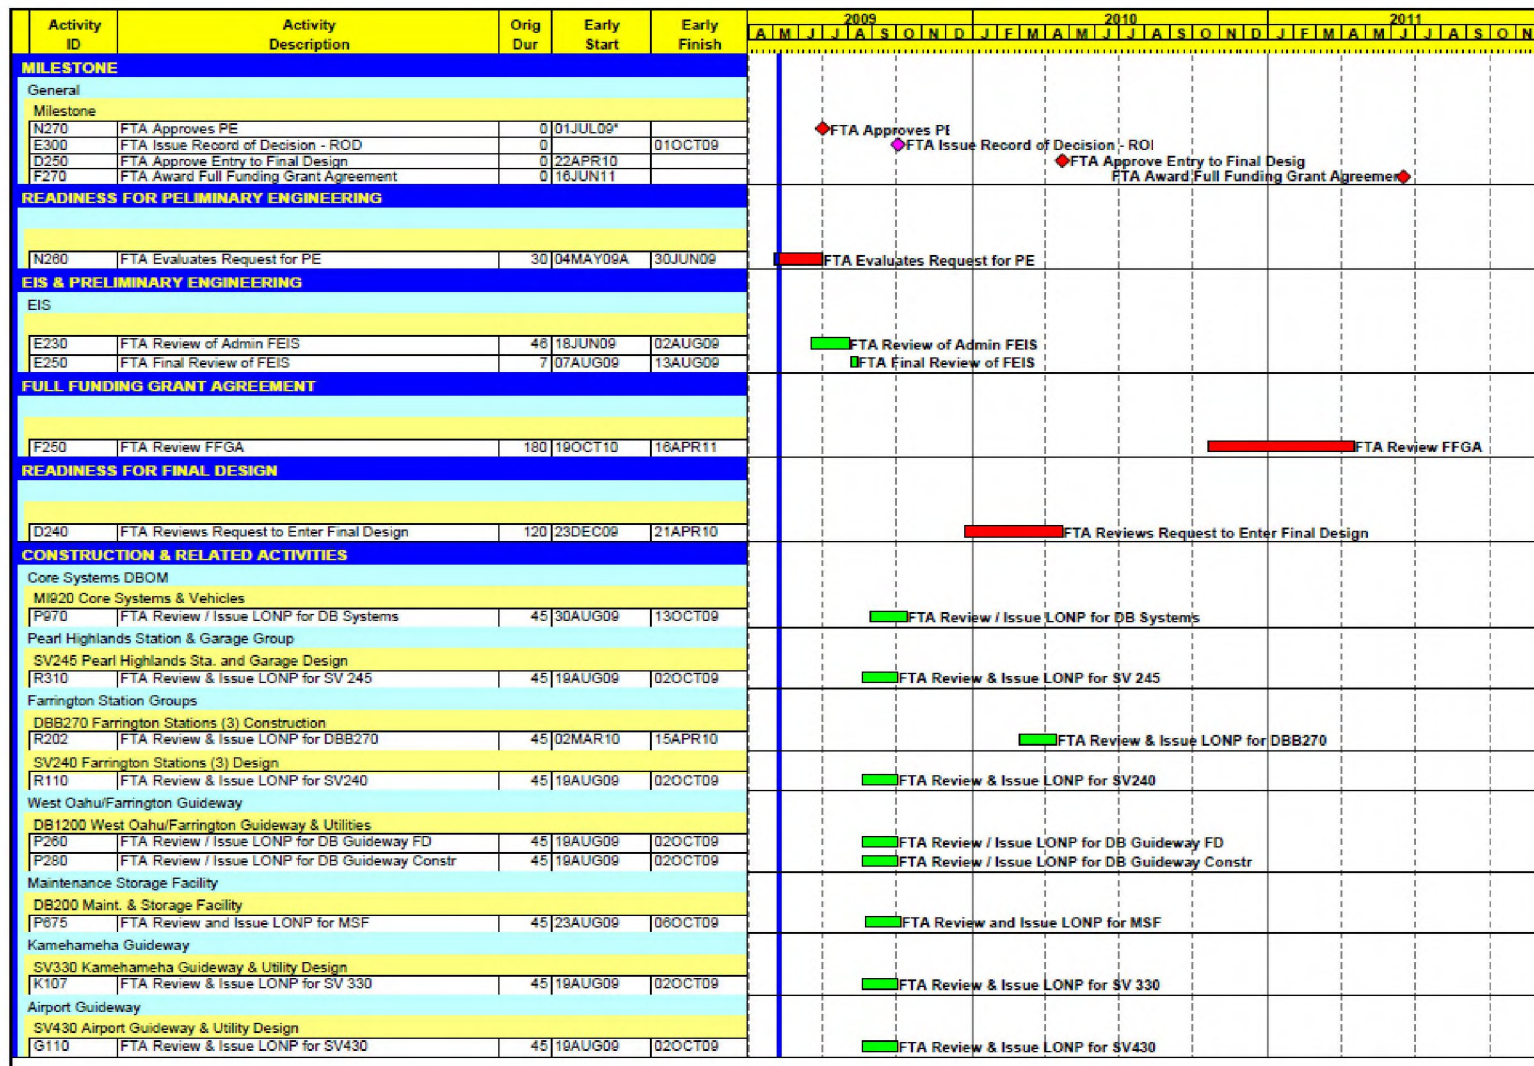 Activity ID Activity Description Orig Dur Early Start Early Finish 2009 2010 2011
A M J J A S O N D J F M A M J J A S O N D J F M A M J J A S O N
MILESTONE
General
Milestone
N270 FTA Approves PE 0 01JUL09* FTA Approves PE
E300 FTA Issue Record of Decision - ROD 0 01OCT09 FTA Issue Record of Decision - ROI
D250 FTA Approve Entry to Final Design 0 22APR10 FTA Approve Entry to Final Desig
F270 FTA Award Full Funding Grant Agreement 0 16JUN11 FTA Award Full Funding Grant Agreemen
READINESS FOR PELIMINARY ENGINEERING
N260 FTA Evaluates Request for PE 30 04MAY09A 30JUN09 FTA Evaluates Request for PE
EIS & PRELIMINARY ENGINEERING
EIS
E230 FTA Review of Admin FEIS 46 18JUN09 02AUG09 FTA Review of Admin FEIS
E250 FTA Final Review of FEIS 7 07AUG09 13AUG09 FTA Final Review of FEIS
FULL FUNDING GRANT AGREEMENT
F250 FTA Review FFGA 180 19OCT10 16APR11 FTA Review FFGA
READINESS FOR FINAL DESIGN
D240 FTA Reviews Request to Enter Final Design 120 23DEC09 21APR10 FTA Reviews Request to Enter Final Design
CONSTRUCTION & RELATED ACTIVITIES
Core Systems DBOM
MI920 Core Systems & Vehicles
P970 FTA Review / Issue LONP for DB Systems 45 30AUG09 13OCT09 FTA Review / Issue LONP for DB Systems
Pearl Highlands Station & Garage Group
SV245 Pearl Highlands Sta. and Garage Design
R310 FTA Review & Issue LONP for SV 245 45 19AUG09 02OCT09 FTA Review & Issue LONP for SV 245
Farrington Station Groups
DBB270 Farrington Stations (3) Construction
R202 FTA Review & Issue LONP for DBB270 45 02MAR10 15APR10 FTA Review & Issue LONP for DBB270
SV240 Farrington Stations (3) Design
R110 FTA Review & Issue LONP for SV240 45 19AUG09 02OCT09 FTA Review & Issue LONP for SV240
West Oahu/Farrington Guideway
DB1200 West Oahu/Farrington Guideway & Utilities
P260 FTA Review / Issue LONP for DB Guideway FD 45 19AUG09 02OCT09 FTA Review / Issue LONP for DB Guideway FD
P280 FTA Review / Issue LONP for DB Guideway Constr 45 19AUG09 02OCT09 FTA Review / Issue LONP for DB Guideway Constr
Maintenance Storage Facility
DB200 Maint. & Storage Facility
P675 FTA Review and Issue LONP for MSF 45 23AUG09 06OCT09 FTA Review and Issue LONP for MSF
Kamehameha Guideway
SV330 Kamehameha Guideway & Utility Design
K107 FTA Review & Issue LONP for SV 330 45 19AUG09 02OCT09 FTA Review & Issue LONP for SV 330
Airport Guideway
SV430 Airport Guideway & Utility Design
G110 FTA Review & Issue LONP for SV430 45 19AUG09 02OCT09 FTA Review & Issue LONP for SV430